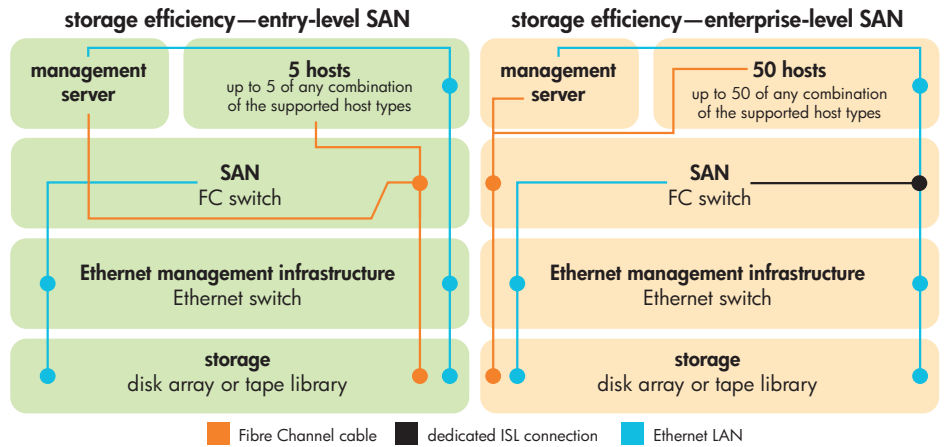 storage efficiency—entry-level SAN
management
server
5 hosts
up to 5 of any combination
of the supported host types
SAN
FC switch
Ethernet management infrastructure
Ethernet switch
storage
disk array or tape library
storage efficiency—enterprise-level SAN
management
server
50 hosts
up to 50 of any combination
of the supported host types
SAN
FC switch
Ethernet management infrastructure
Ethernet switch
storage
disk array or tape library
Fibre Channel cable
dedicated ISL connection
Ethernet LAN